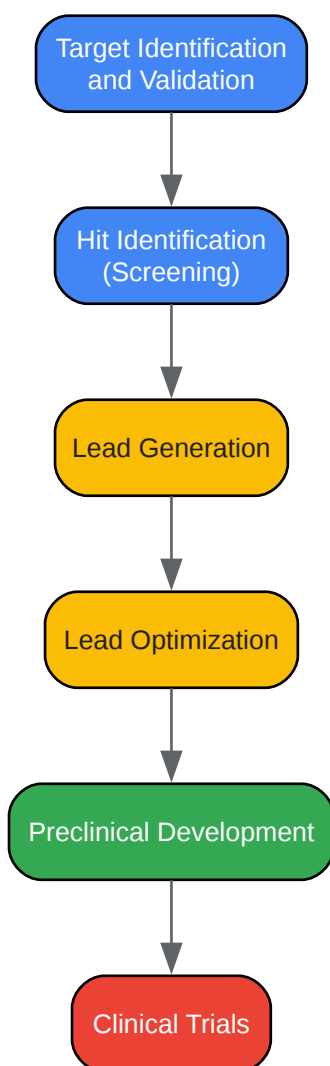 Target Identification
and Validation
Hit Identification
(Screening)
Lead Generation
Lead Optimization
Preclinical Development
Clinical Trials